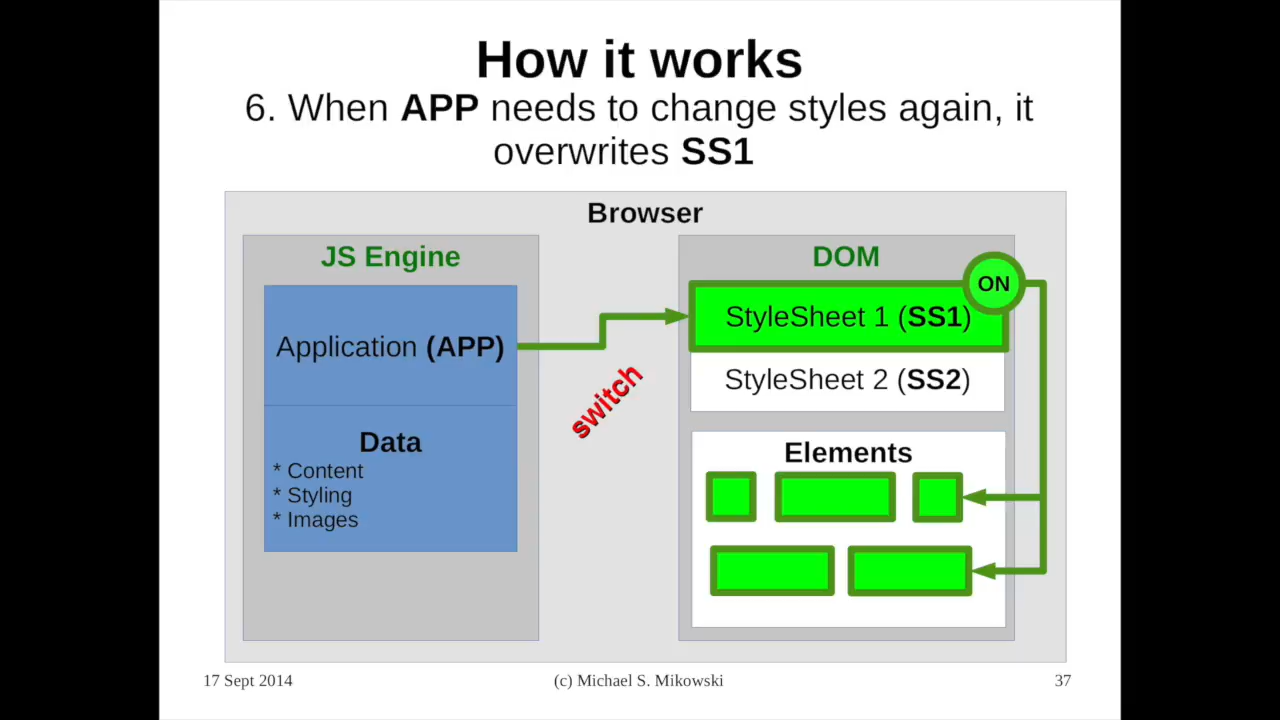 How it works
6. When APP needs to change styles again, it
overwrites SS1
Browser
JS Engine
Application (APP)
Data
* Content
* Styling
* Images
switch
DOM
ON
StyleSheet 1 (SS1)
StyleSheet 2 (SS2)
Elements
17 Sept 2014
(c) Michael S. Mikowski
37